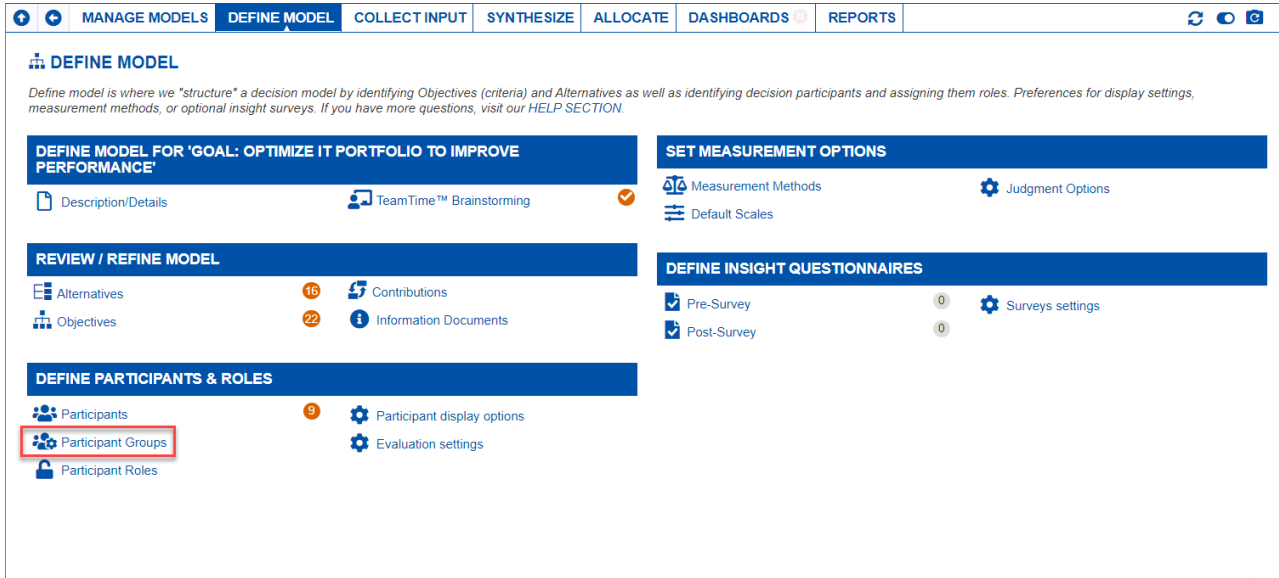 MANAGE MODELS DEFINE MODEL COLLECT INPUT SYNTHESIZE ALLOCATE DASHBOARDS REPORTS
DEFINE MODEL
Define model is where we "structure" a decision model by identifying Objectives (criteria) and Alternatives as well as identifying decision participants and assigning them roles. Preferences for display settings,
measurement methods, or optional insight surveys. If you have more questions, visit our HELP SECTION.
DEFINE MODEL FOR 'GOAL: OPTIMIZE IT PORTFOLIO TO IMPROVE
PERFORMANCE'
Description/Details TeamTime™ Brainstorming
REVIEW / REFINE MODEL
Alternatives 16 Contributions
Objectives 22 Information Documents
DEFINE PARTICIPANTS & ROLES
Participants 9 Participant display options
Participant Groups Evaluation settings
Participant Roles
SET MEASUREMENT OPTIONS
Measurement Methods Judgment Options
Default Scales
DEFINE INSIGHT QUESTIONNAIRES
Pre-Survey 0 Surveys settings
Post-Survey 0